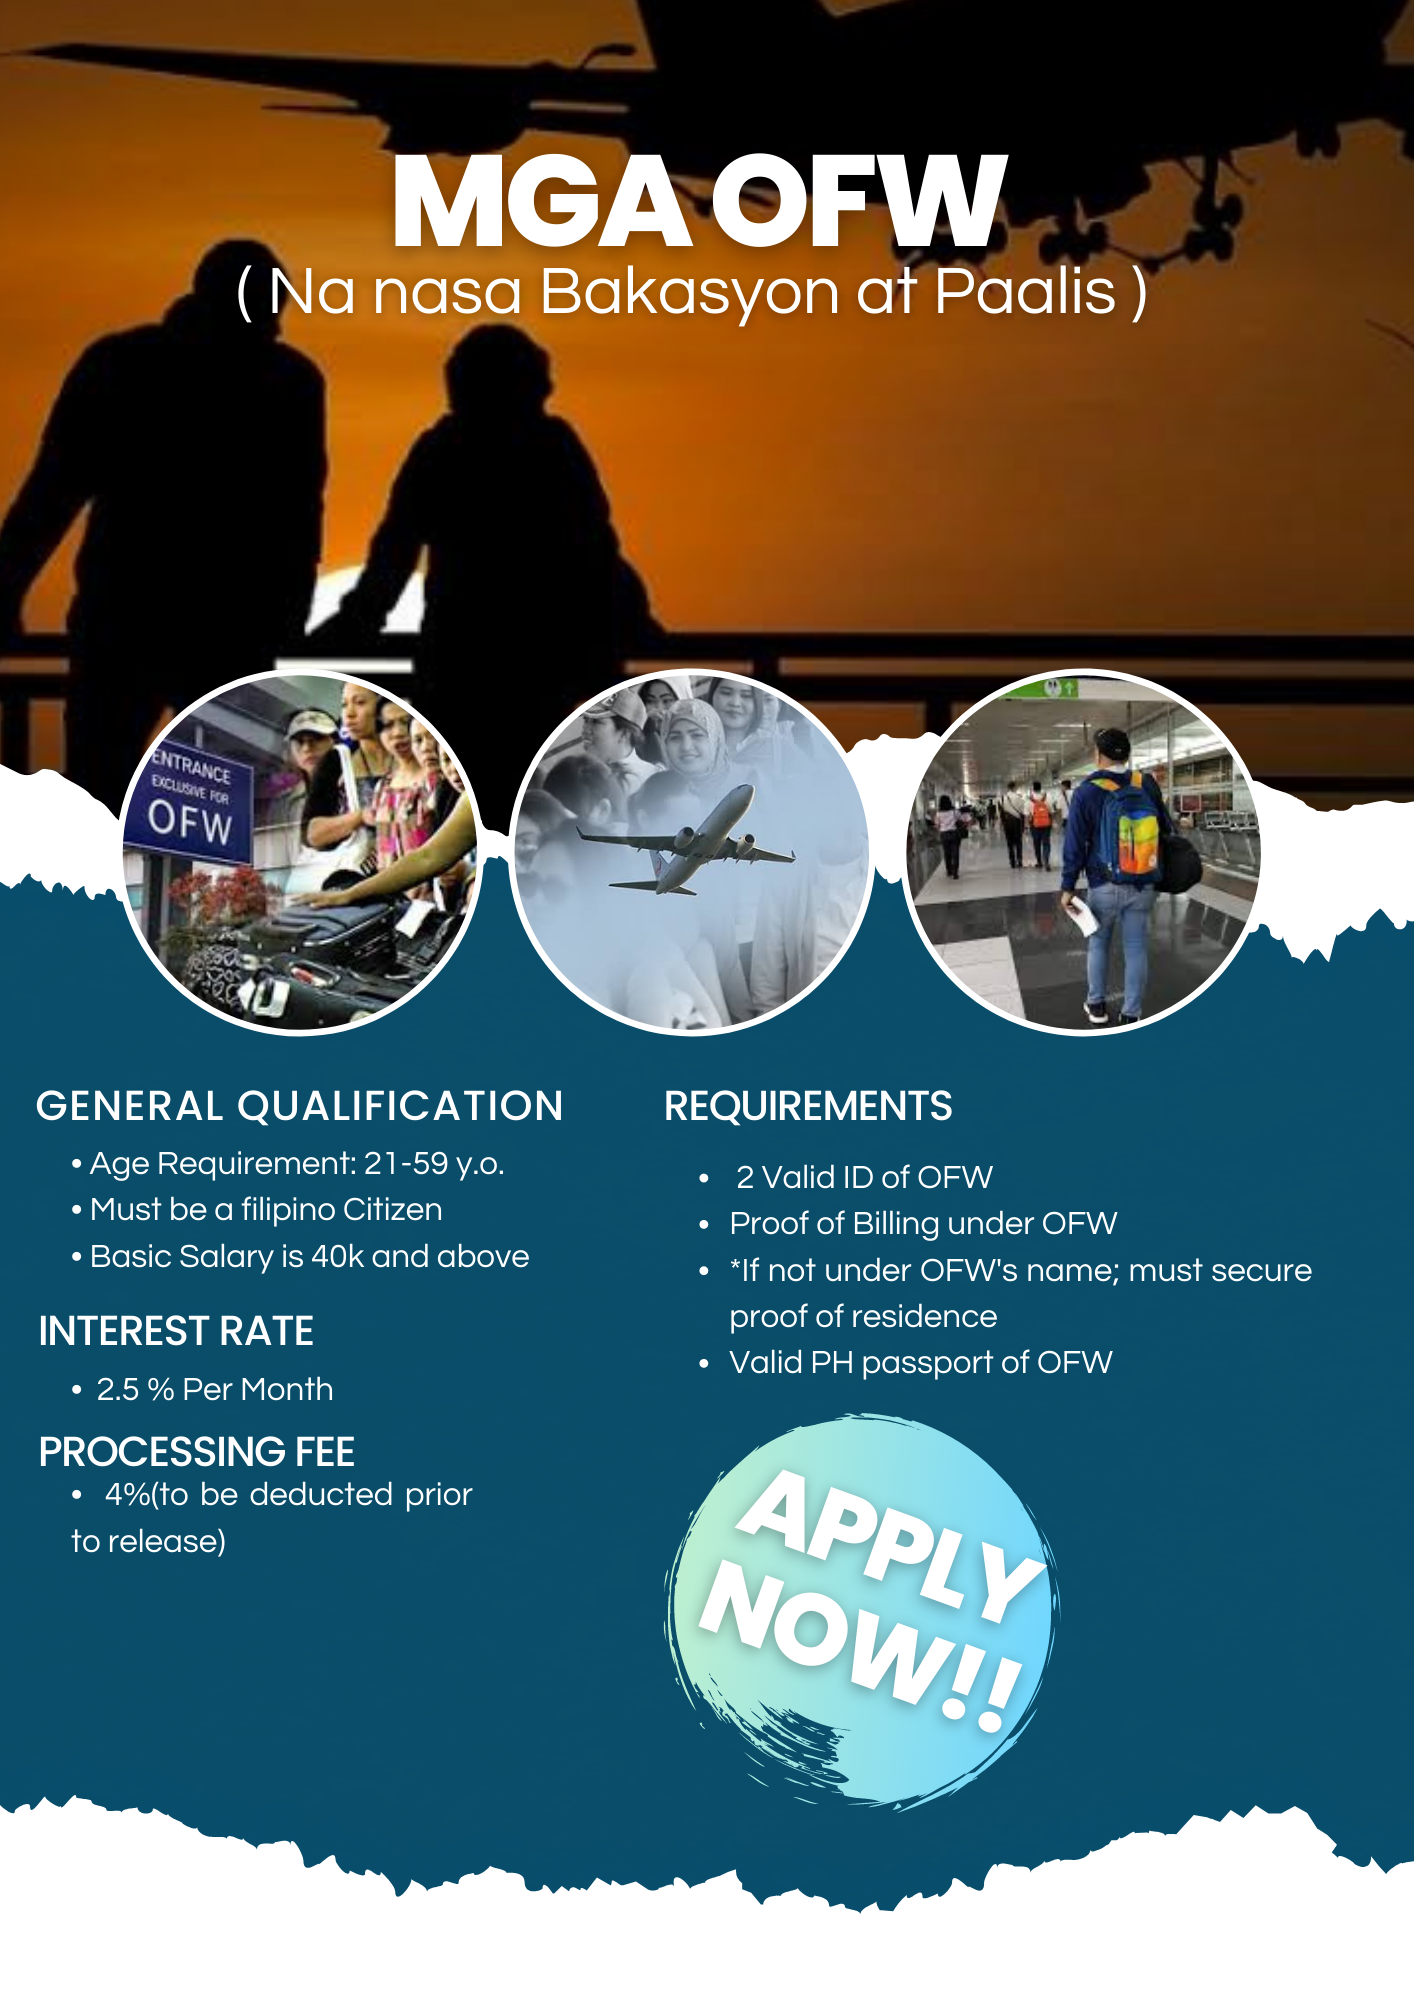 MGA OFW
( Na nasa Bakasyon at Paalis )
ENTRANCE
EXCLUSIVE FOR
OFW
GENERAL QUALIFICATION
• Age Requirement: 21-59 y.o.
• Must be a filipino Citizen
• Basic Salary is 40k and above
INTEREST RATE
• 2.5 % Per Month
PROCESSING FEE
• 4%(to be deducted prior
to release)
REQUIREMENTS
• 2 Valid ID of OFW
• Proof of Billing under OFW
• *If not under OFW's name; must secure
proof of residence
• Valid PH passport of OFW
APPLY
NOW!!